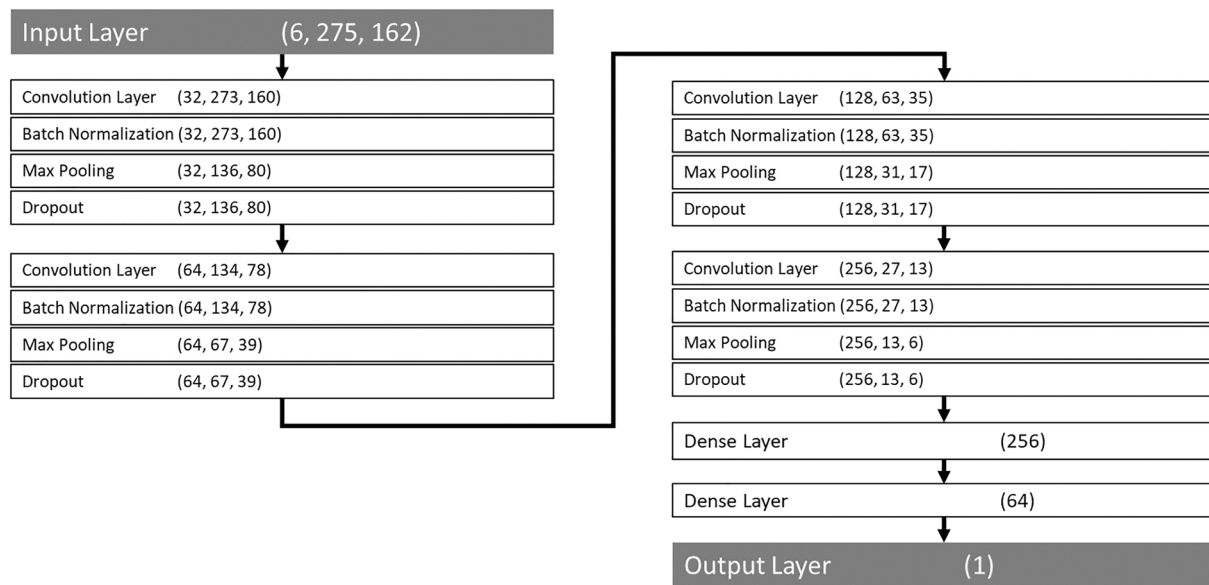 Input Layer (6, 275, 162)
Convolution Layer (32, 273, 160)
Batch Normalization (32, 273, 160)
Max Pooling (32, 136, 80)
Dropout (32, 136, 80)
Convolution Layer (64, 134, 78)
Batch Normalization (64, 134, 78)
Max Pooling (64, 67, 39)
Dropout (64, 67, 39)
Convolution Layer (128, 63, 35)
Batch Normalization (128, 63, 35)
Max Pooling (128, 31, 17)
Dropout (128, 31, 17)
Convolution Layer (256, 27, 13)
Batch Normalization (256, 27, 13)
Max Pooling (256, 13, 6)
Dropout (256, 13, 6)
Dense Layer (256)
Dense Layer (64)
Output Layer (1)